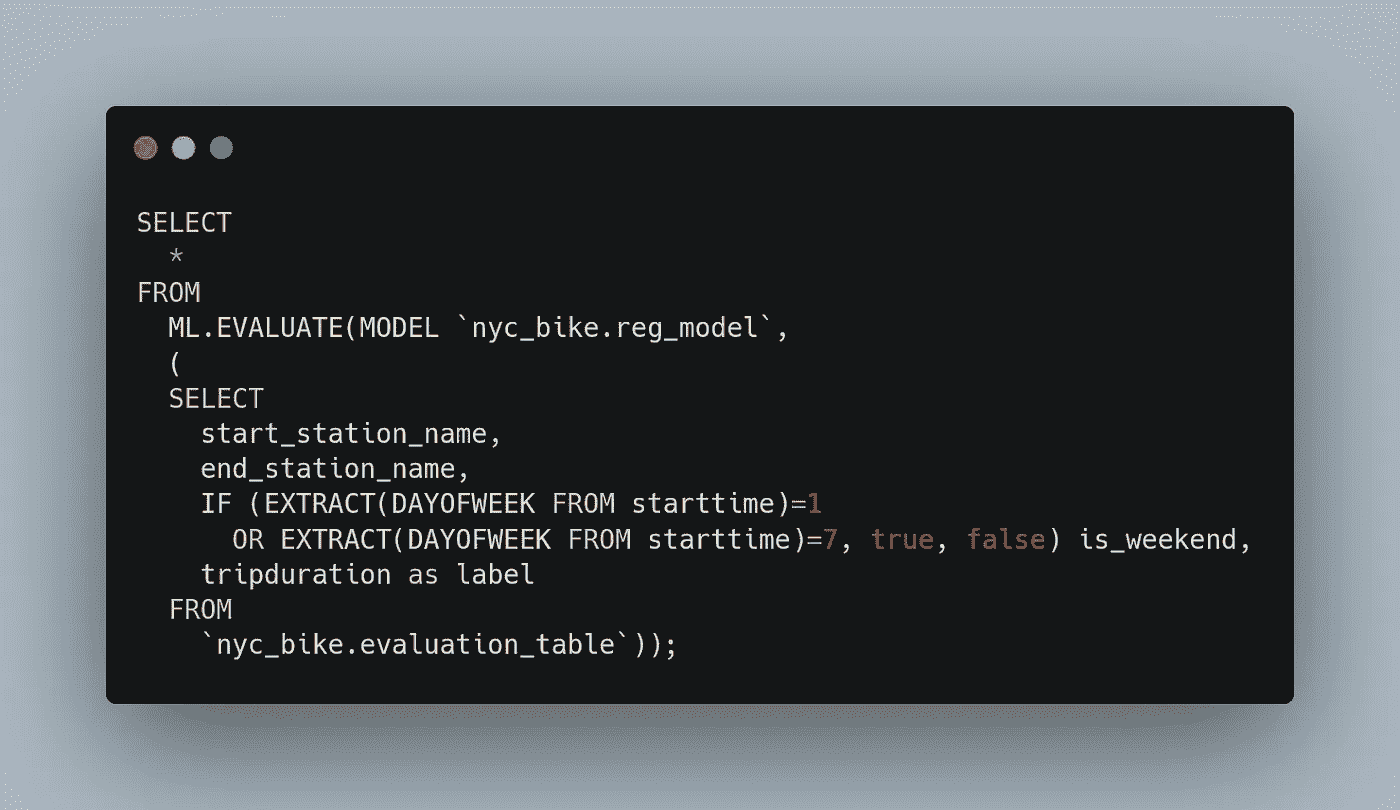 SELECT
  *
FROM
  ML.EVALUATE(MODEL `nyc_bike.reg_model`,
  (
  SELECT
    start_station_name,
    end_station_name,
    IF (EXTRACT(DAYOFWEEK FROM starttime)=1
      OR EXTRACT(DAYOFWEEK FROM starttime)=7, true, false) is_weekend,
    tripduration as label
  FROM
    `nyc_bike.evaluation_table`));